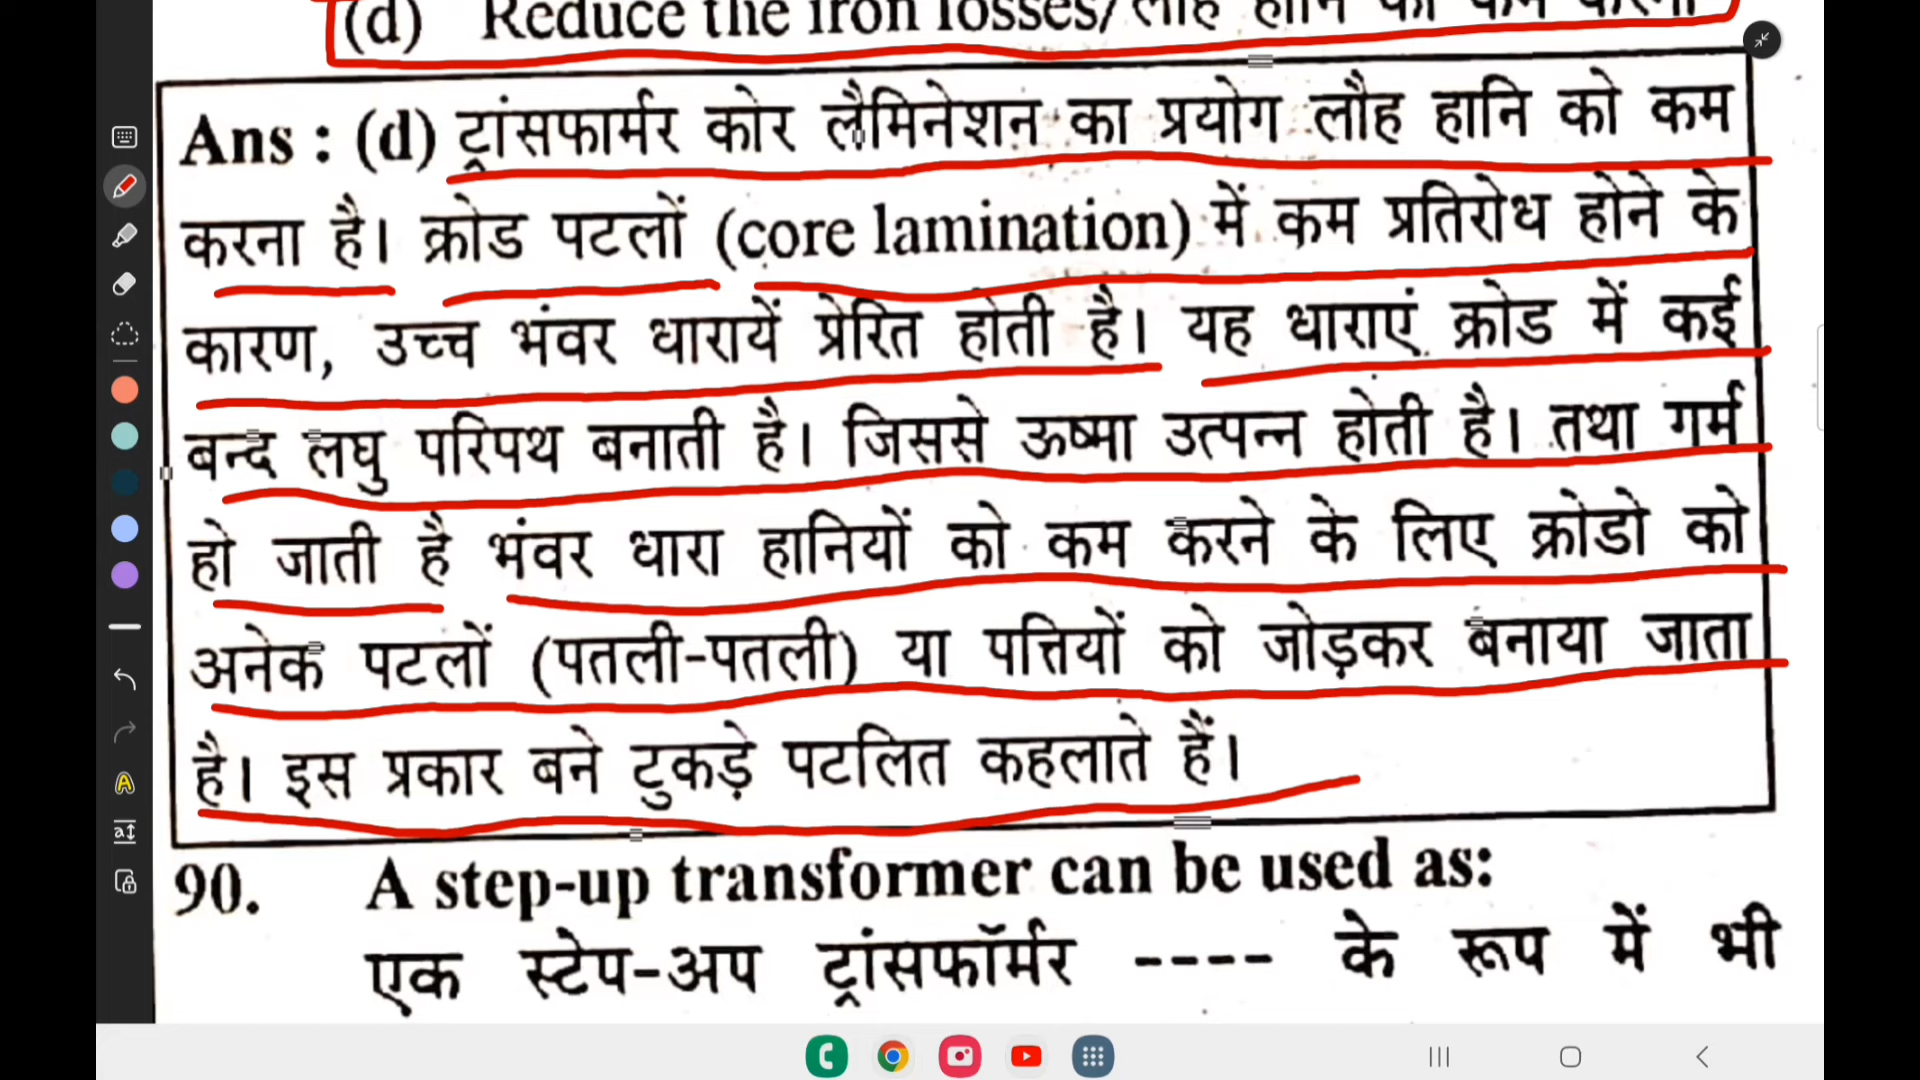 (d) Reduce the iron losses/लौह हानि को कम करना
Ans : (d) ट्रांसफार्मर कोर लैमिनेशन का प्रयोग लौह हानि को कम
करना है। क्रोड पटलों (core lamination) में कम प्रतिरोध होने के
कारण, उच्च भंवर धारायें प्रेरित होती है। यह धाराएं क्रोड में कई
बन्द लघु परिपथ बनाती है। जिससे ऊष्मा उत्पन्न होती है। तथा गर्म
हो जाती है भंवर धारा हानियों को कम करने के लिए क्रोडो को
अनेक पटलों (पतली-पतली) या पत्तियों को जोड़कर बनाया जाता
है। इस प्रकार बने टुकड़े पटलित कहलाते हैं।
90. A step-up transformer can be used as:
एक स्टेप-अप ट्रांसफॉर्मर ---- के रूप में भी